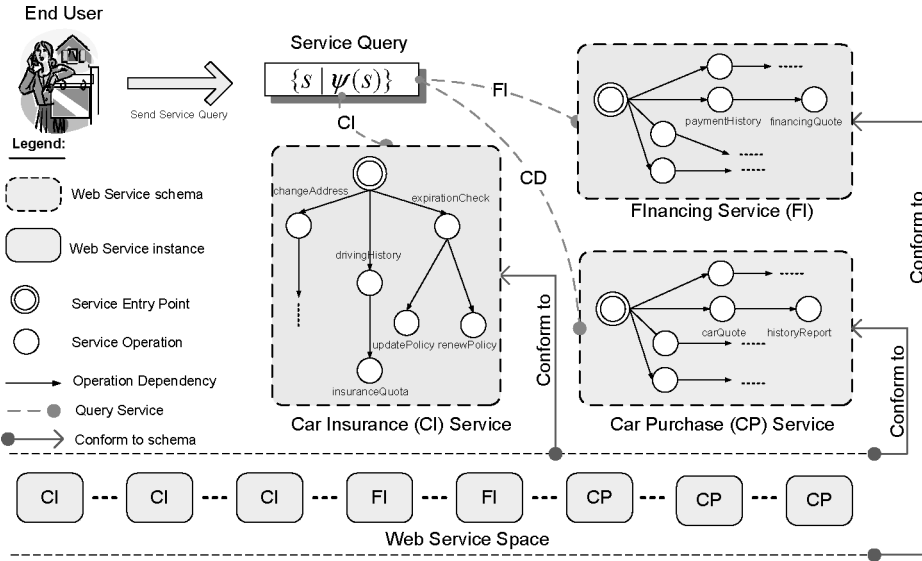 End User
Send Service Query
Service Query
{s | ψ(s)}
CI
FI
CD
Legend:
Web Service schema
Web Service instance
Service Entry Point
Service Operation
Operation Dependency
Query Service
Conform to schema
changeAddress
expirationCheck
drivingHistory
updatePolicy
renewPolicy
insuranceQuota
Car Insurance (CI) Service
paymentHistory
financingQuote
FInancing Service (FI)
carQuote
historyReport
Car Purchase (CP) Service
Conform to
Conform to
Conform to
CI
CI
CI
FI
FI
CP
CP
CP
Web Service Space